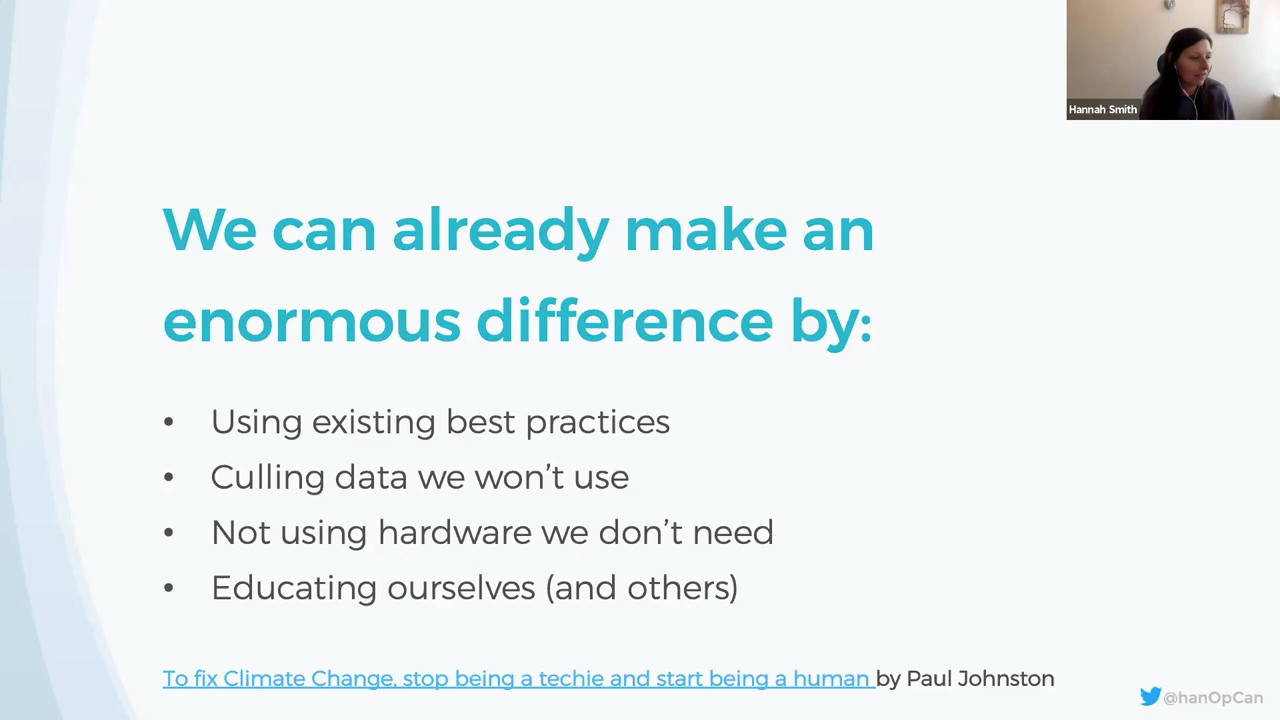 Hannah Smith
We can already make an
enormous difference by:
• Using existing best practices
• Culling data we won’t use
• Not using hardware we don’t need
• Educating ourselves (and others)
To fix Climate Change, stop being a techie and start being a human by Paul Johnston
@hanOpCan